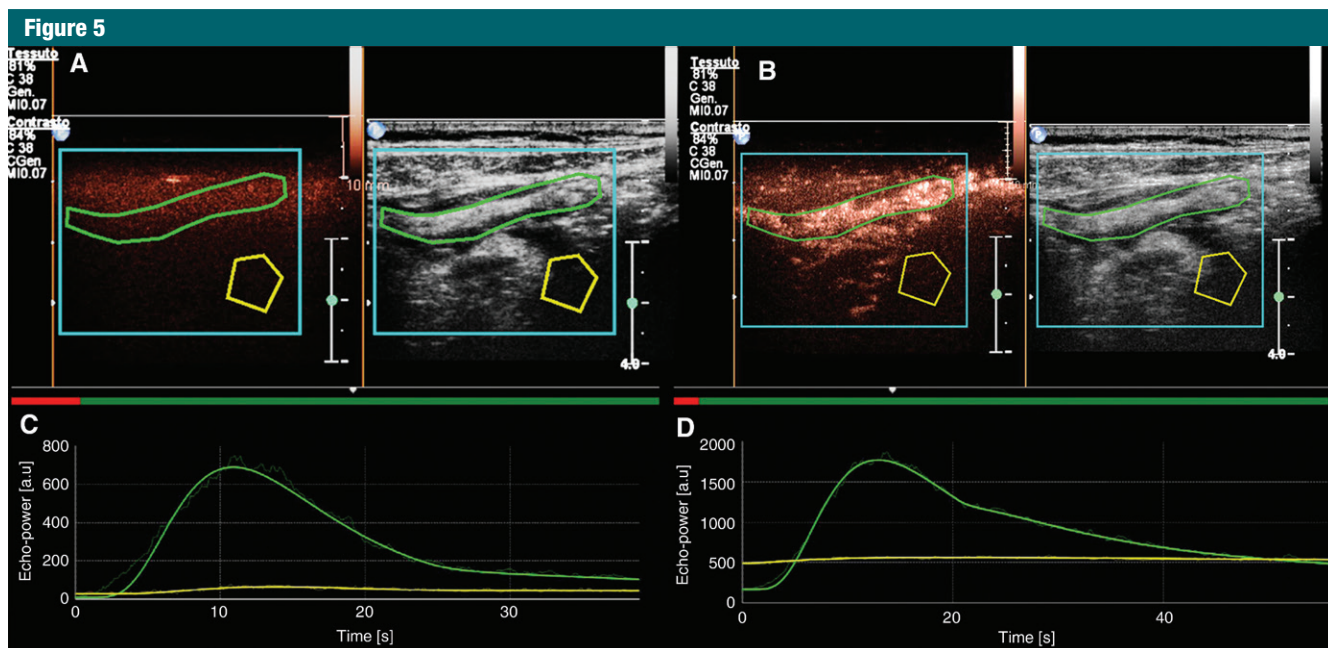 Figure 5
Tessuto
81%
C 38
Gen.
MI0.07
Contrasto
84%
C 38
CGen
MI0.07
A
10 mm
4.0
Tessuto
81%
C 38
Gen.
MI0.07
Contrasto
84%
C 38
CGen
MI0.07
B
4.0
C
Echo-power [a.u]
800
600
400
200
0
0 10 20 30
Time [s]
D
Echo-power [a.u]
2000
1500
1000
500
0
0 20 40
Time [s]